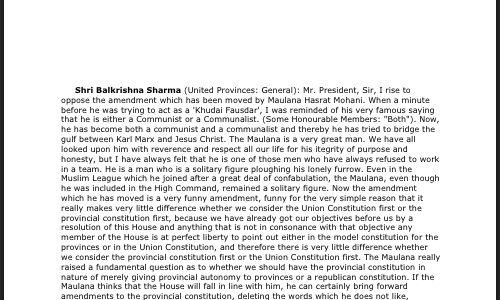 Shri Balkrishna Sharma (United Provinces: General): Mr. President, Sir, I rise to
oppose the amendment which has been moved by Maulana Hasrat Mohani. When a minute
before he was trying to act as a 'Khudai Fausdar', I was reminded of his very famous saying
that he is either a Communist or a Communalist. (Some Honourable Members: "Both"). Now,
he has become both a communist and a communalist and thereby he has tried to bridge the
gulf between Karl Marx and Jesus Christ. The Maulana is a very great man. We have all
looked upon him with reverence and respect all our life for his itegrity of purpose and
honesty, but I have always felt that he is one of those men who have always refused to work
in a team. He is a man who is a solitary figure ploughing his lonely furrow. Even in the
Muslim League which he joined after a great deal of confabulation, the Maulana, even though
he was included in the High Command, remained a solitary figure. Now the amendment
which he has moved is a very funny amendment, funny for the very simple reason that it
really makes very little difference whether we consider the Union Constitution first or the
provincial constitution first, because we have already got our objectives before us by a
resolution of this House and anything that is not in consonance with that objective any
member of the House is at perfect liberty to point out either in the model constitution for the
provinces or in the Union Constitution, and therefore there is very little difference whether
we consider the provincial constitution first or the Union Constitution first. The Maulana really
raised a fundamental question as to whether we should have the provincial constitution in
nature of merely giving provincial autonomy to provinces or a republican constitution. If the
Maulana thinks that the House will fall in line with him, he can certainly bring forward
amendments to the provincial constitution, deleting the words which he does not like,